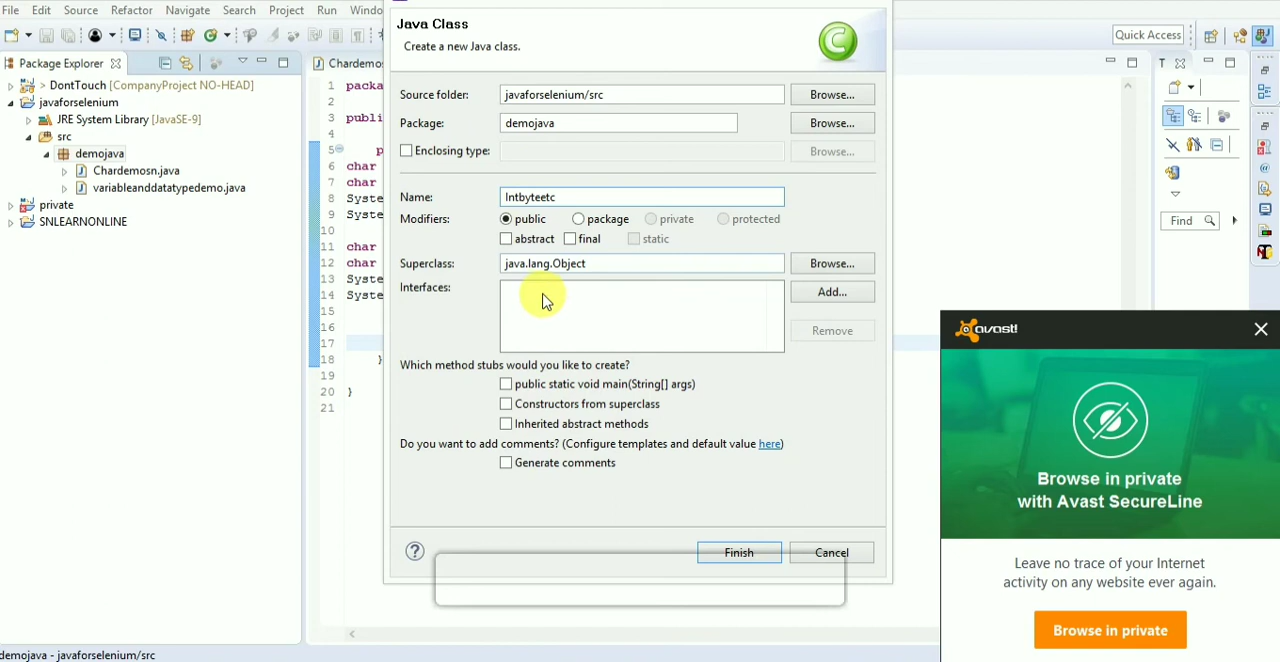 File Edit Source Refactor Navigate Search Project Run Windo
Quick Access
Package Explorer
> DontTouch [CompanyProject NO-HEAD]
javaforselenium
JRE System Library [JavaSE-9]
src
demojava
Chardemosn.java
variableanddatatypedemo.java
private
SNLEARNONLINE
Chardemos
1 packa
2
3 publi
4
5 p
6 char
7 char
8 Syste
9 Syste
10
11 char
12 char
13 Syste
14 Syste
15
16
17
18 }
19
20 }
21
Java Class
Create a new Java class.
Source folder: javaforselenium/src Browse...
Package: demojava Browse...
Enclosing type: Browse...
Name: Intbyteetc
Modifiers: public package private protected
abstract final static
Superclass: java.lang.Object Browse...
Interfaces: Add...
Remove
Which method stubs would you like to create?
public static void main(String[] args)
Constructors from superclass
Inherited abstract methods
Do you want to add comments? (Configure templates and default value here)
Generate comments
Finish Cancel
T
Find
avast!
Browse in private
with Avast SecureLine
Leave no trace of your Internet
activity on any website ever again.
Browse in private
demojava - javaforselenium/src